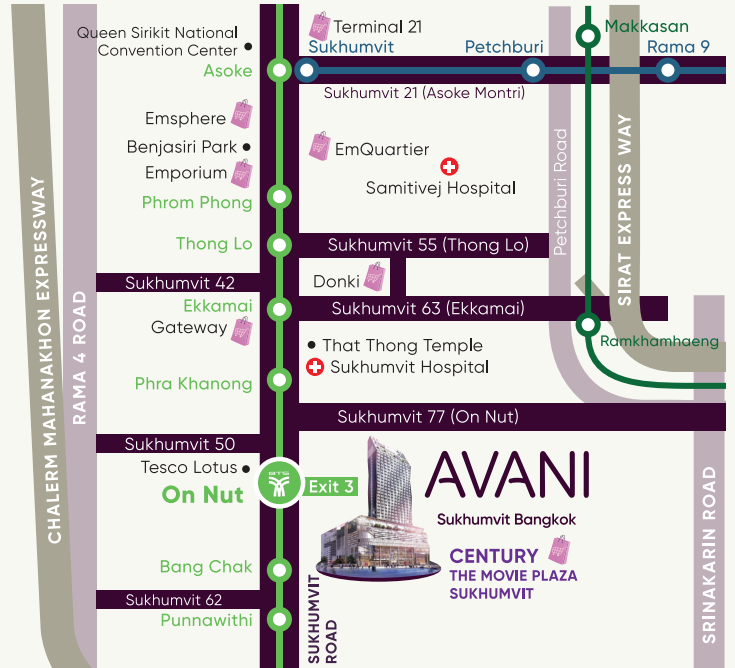 Terminal 21
Queen Sirikit National
Convention Center
Sukhumvit
Petchburi
Makkasan
Rama 9
Asoke
Sukhumvit 21 (Asoke Montri)
Emsphere
Benjasiri Park
Emporium
EmQuartier
Samitivej Hospital
Phrom Phong
Petchburi Road
SIRAT EXPRESS WAY
Thong Lo
Sukhumvit 55 (Thong Lo)
CHALERM MAHANAKHON EXPRESSWAY
RAMA 4 ROAD
Sukhumvit 42
Donki
Ekkamai
Sukhumvit 63 (Ekkamai)
Gateway
That Thong Temple
Sukhumvit Hospital
Ramkhamhaeng
Phra Khanong
Sukhumvit 77 (On Nut)
Sukhumvit 50
Tesco Lotus
On Nut
BTS
Exit 3
AVANI
Sukhumvit Bangkok
CENTURY
THE MOVIE PLAZA
SUKHUMVIT
SRINAKARIN ROAD
Bang Chak
Sukhumvit 62
Punnawithi
SUKHUMVIT
ROAD